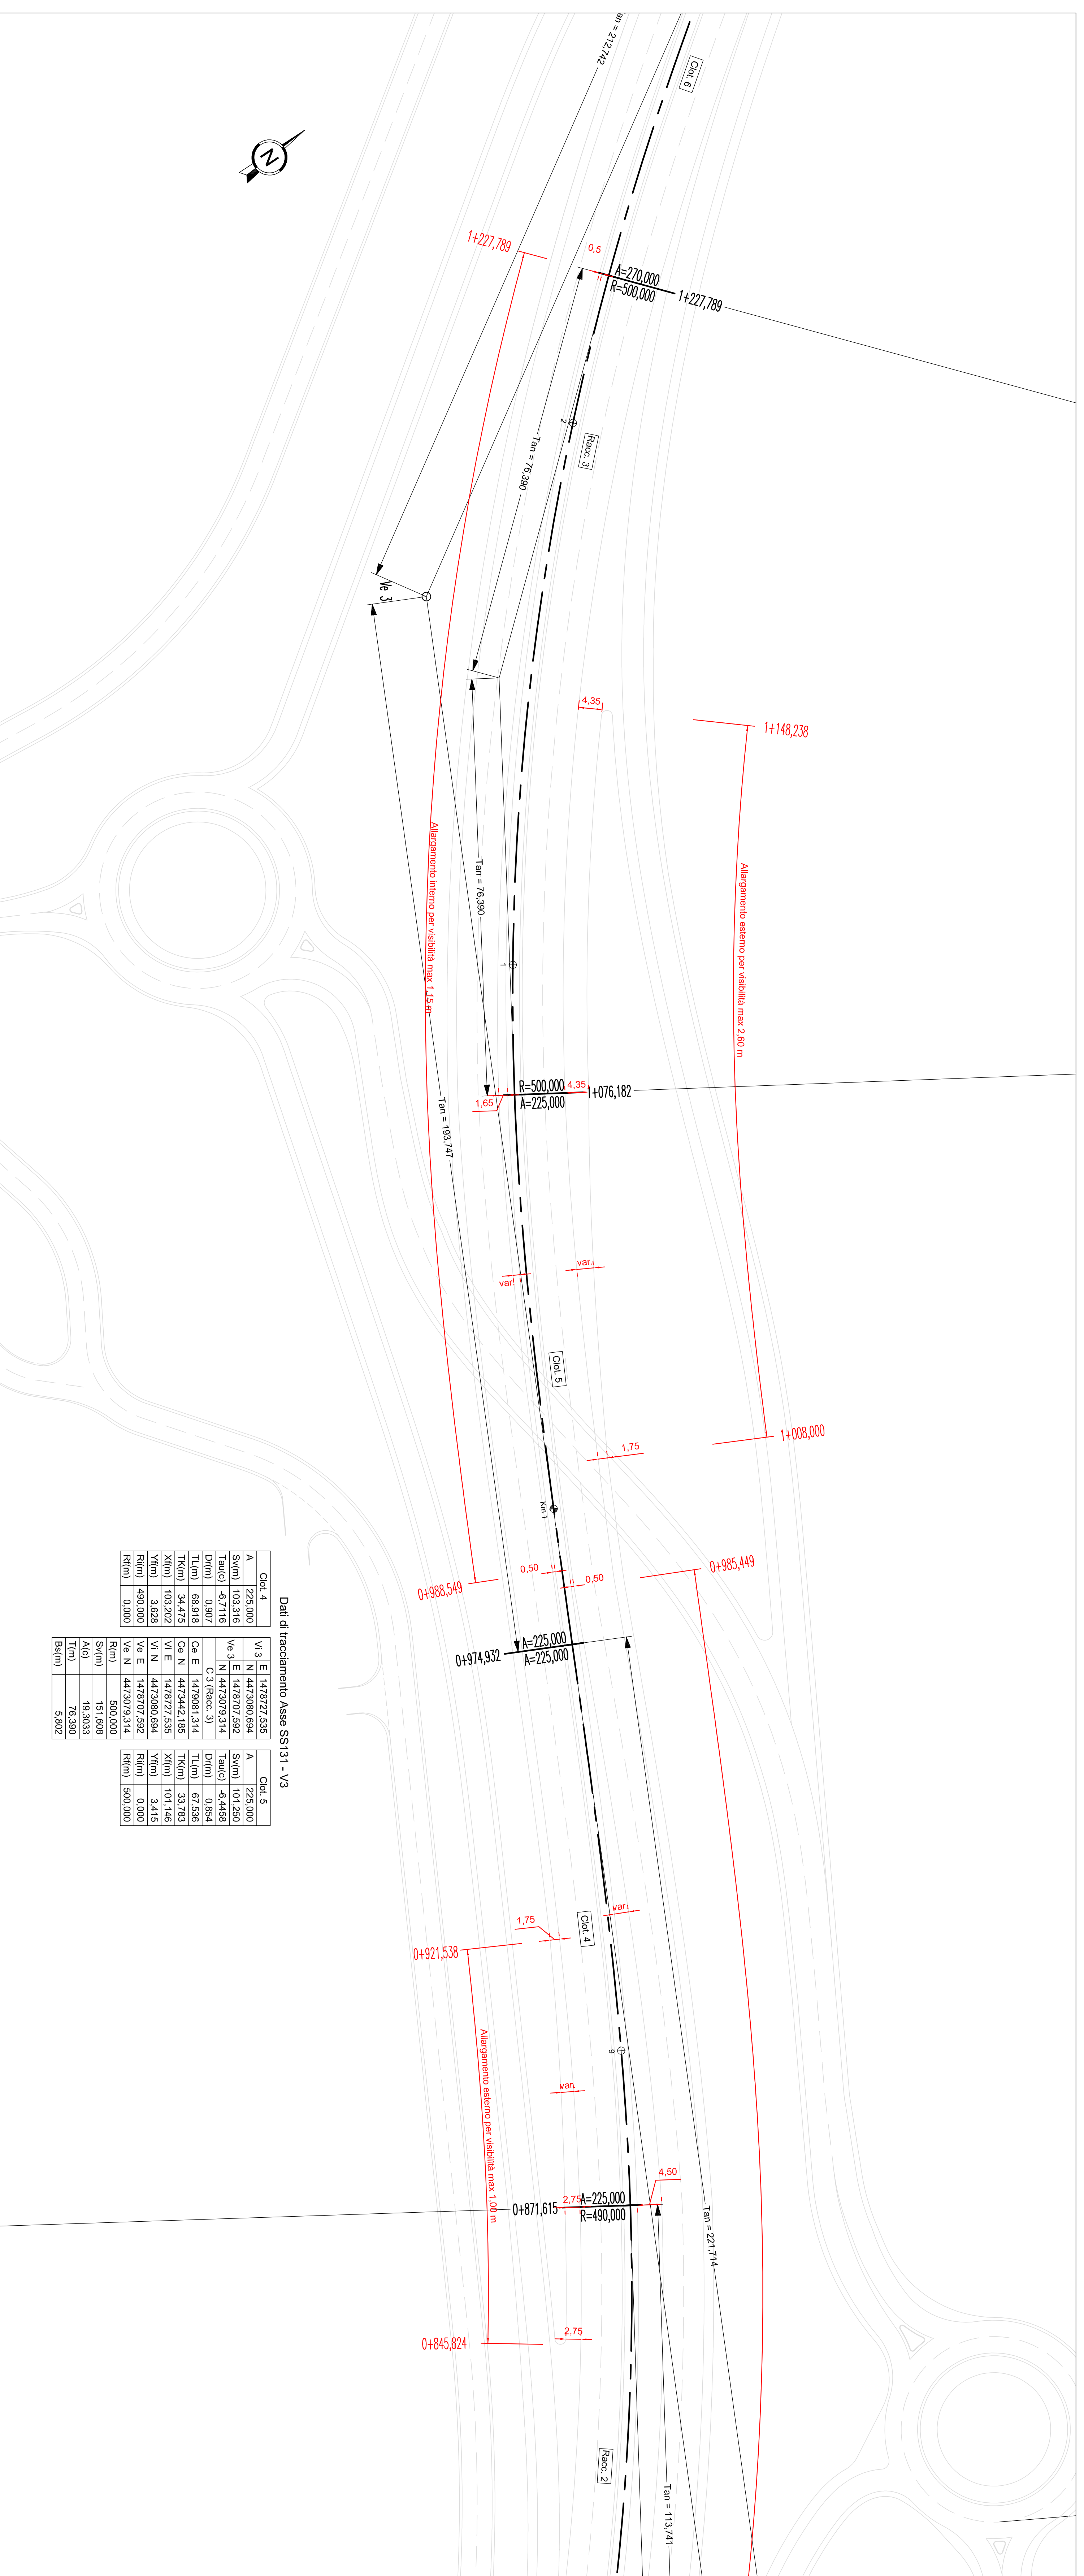 an = 212,742
Clot. 6
N
1+227,789
0,5
A=270,000
R=500,000
1+227,789
2
Racc. 3
Tan = 76,390
Ve 3
4,35
1+148,238
Allargamento interno per visibilità max 1,15 m
Tan = 76,390
Allargamento esterno per visibilità max 2,60 m
1
R=500,000
A=225,000
4,35
1+076,182
1,65
Tan = 193,747
var.
var.
Clot. 5
1+008,000
1,75
Km 1
0,50
0,50
0+988,549
0+985,449
A=225,000
A=225,000
0+974,932
Dati di tracciamento Asse SS131 - V3
Clot. 4
A 225,000
Sv(m) 103,316
Tau(c) -6,7116
Dr(m) 0,907
TL(m) 68,918
TK(m) 34,475
Xf(m) 103,202
Yf(m) 3,628
Ri(m) 490,000
Rf(m) 0,000
Vi 3 E 1478727,535
N 4473080,694
Ve 3 E 1478707,592
N 4473079,314
C 3 (Racc. 3)
Ce E 1479081,314
Ce N 4473442,185
Vi E 1478727,535
Vi N 4473080,694
Ve E 1478707,592
Ve N 4473079,314
R(m) 500,000
Sv(m) 151,608
A(c) 19,3033
T(m) 76,390
Bs(m) 5,802
Clot. 5
A 225,000
Sv(m) 101,250
Tau(c) -6,4458
Dr(m) 0,854
TL(m) 67,536
TK(m) 33,783
Xf(m) 101,146
Yf(m) 3,415
Ri(m) 0,000
Rf(m) 500,000
var.
Clot. 4
1,75
0+921,538
9
Allargamento esterno per visibilità max 1,00 m
var.
4,50
A=225,000
R=490,000
2,75
0+871,615
Tan = 221,714
2,75
0+845,824
Racc. 2
Tan = 113,741